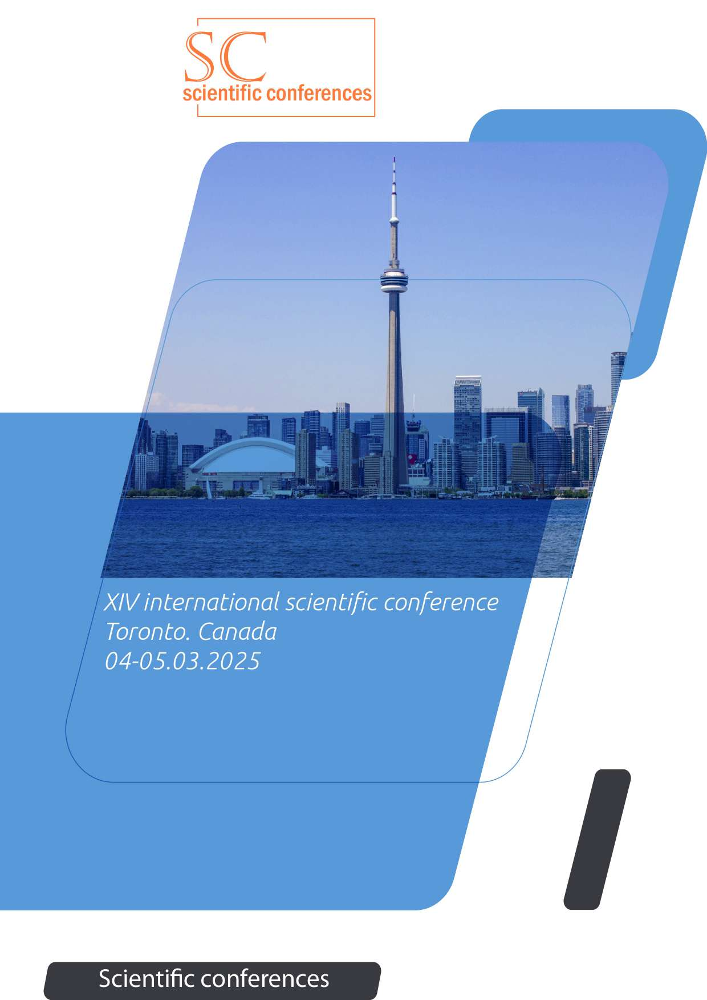 SC
scientific conferences
XIV international scientific conference
Toronto. Canada
04-05.03.2025
Scientific conferences